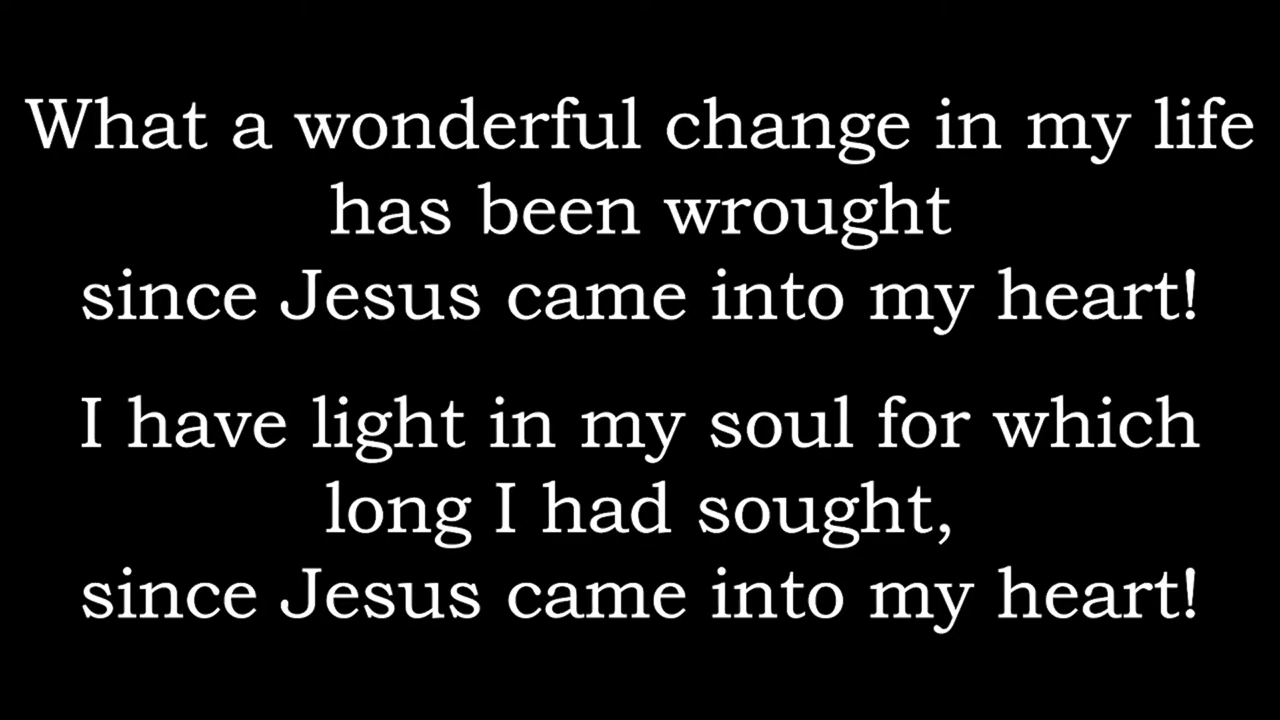 What a wonderful change in my life
has been wrought
since Jesus came into my heart!
I have light in my soul for which
long I had sought,
since Jesus came into my heart!